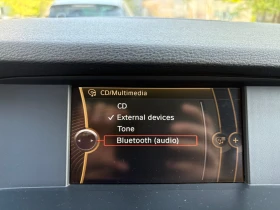 CD/Multimedia
CD
External devices
Tone
Bluetooth (audio)